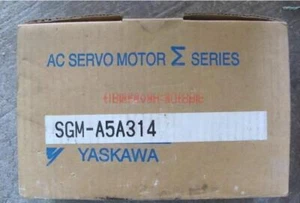 AC SERVO MOTOR Σ SERIES
SGM-A5A314
YASKAWA